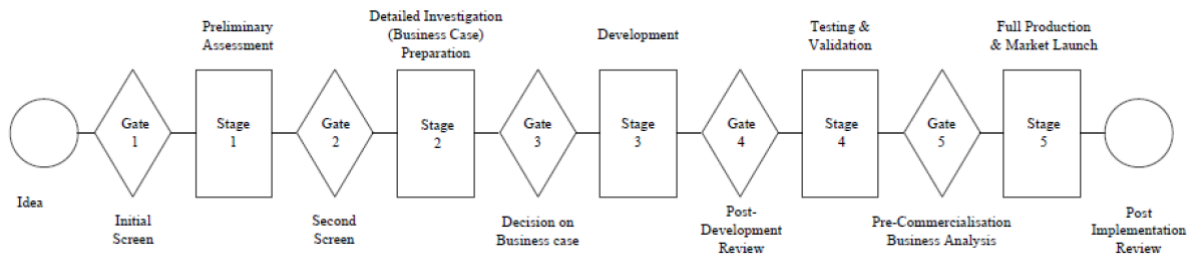 Preliminary
Assessment
Detailed Investigation
(Business Case)
Preparation
Development
Testing &
Validation
Full Production
& Market Launch
Gate
1
Stage
1
Gate
2
Stage
2
Gate
3
Stage
3
Gate
4
Stage
4
Gate
5
Stage
5
Idea
Initial
Screen
Second
Screen
Decision on
Business case
Post-
Development
Review
Pre-Commercialisation
Business Analysis
Post
Implementation
Review